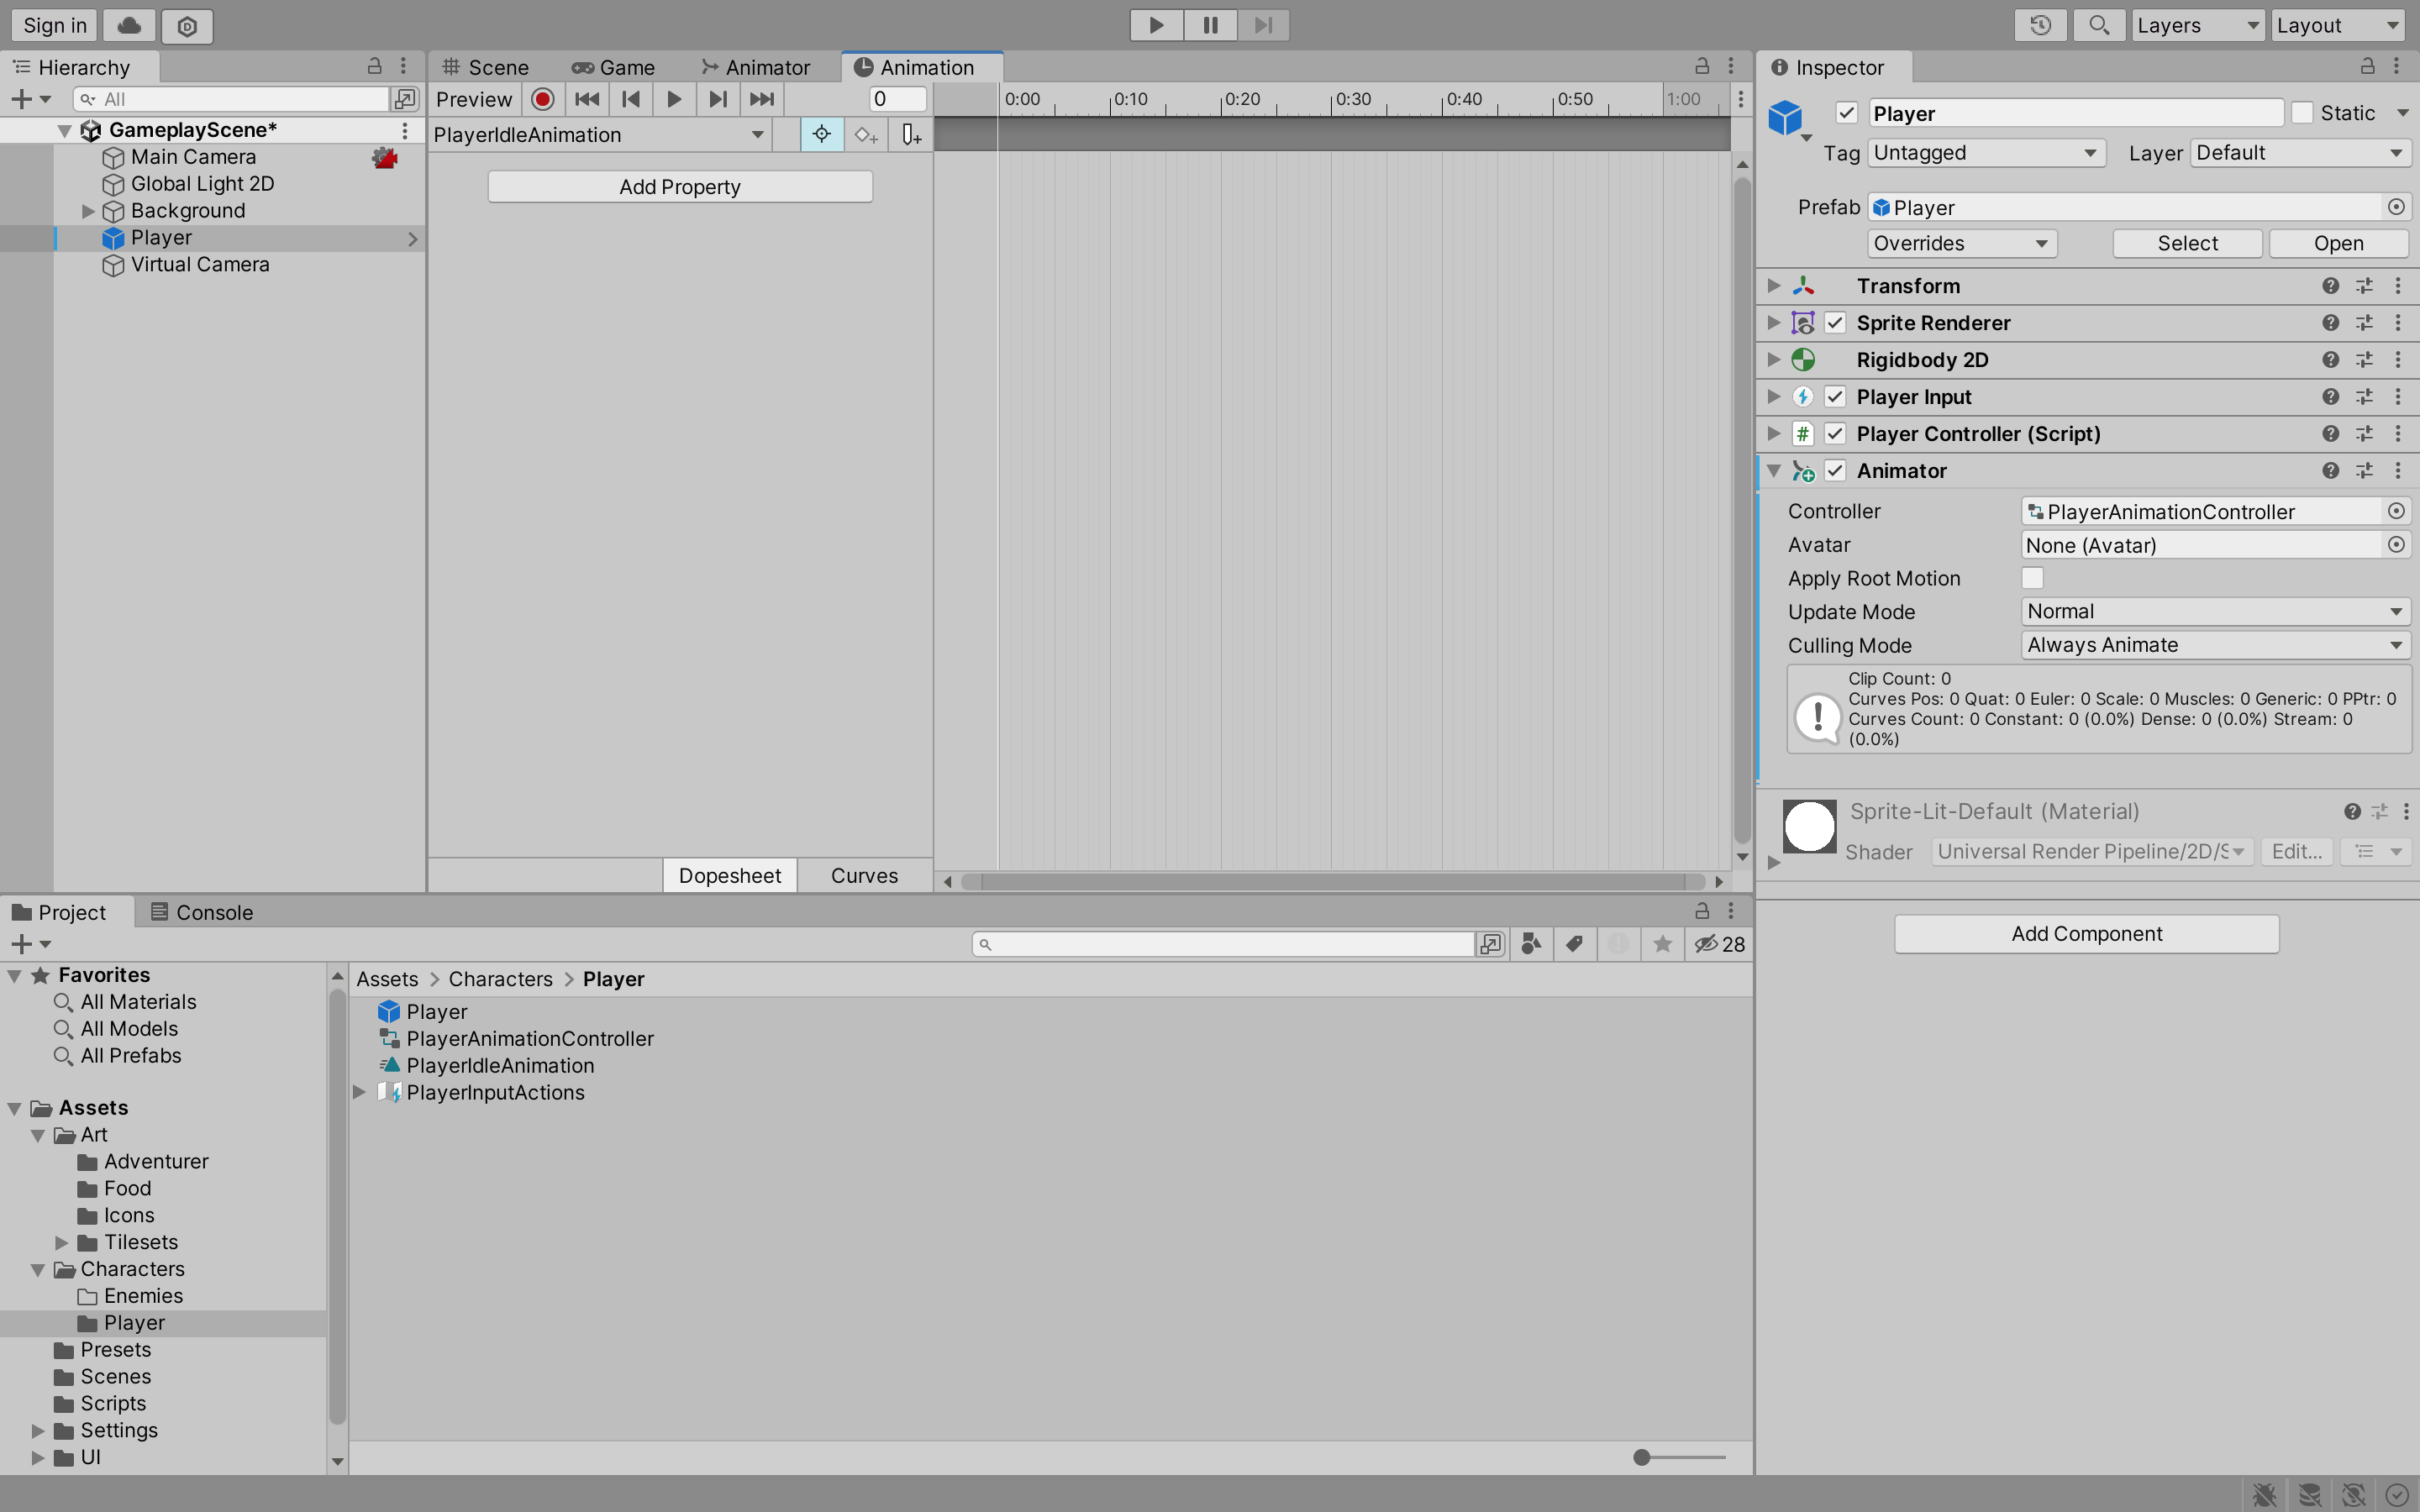 Sign in
Layers
Layout
Hierarchy
All
GameplayScene*
Main Camera
Global Light 2D
Background
Player
Virtual Camera
Scene
Game
Animator
Animation
Preview
0
0:00
0:10
0:20
0:30
0:40
0:50
1:00
PlayerIdleAnimation
Add Property
Dopesheet
Curves
Inspector
Player
Static
Tag
Untagged
Layer
Default
Prefab
Player
Overrides
Select
Open
Transform
Sprite Renderer
Rigidbody 2D
Player Input
# Player Controller (Script)
Animator
Controller
PlayerAnimationController
Avatar
None (Avatar)
Apply Root Motion
Update Mode
Normal
Culling Mode
Always Animate
Clip Count: 0
Curves Pos: 0 Quat: 0 Euler: 0 Scale: 0 Muscles: 0 Generic: 0 PPtr: 0
Curves Count: 0 Constant: 0 (0.0%) Dense: 0 (0.0%) Stream: 0
(0.0%)
Sprite-Lit-Default (Material)
Shader
Universal Render Pipeline/2D/S
Edit...
Add Component
Project
Console
28
Favorites
All Materials
All Models
All Prefabs
Assets
Art
Adventurer
Food
Icons
Tilesets
Characters
Enemies
Player
Presets
Scenes
Scripts
Settings
UI
Assets > Characters > Player
Player
PlayerAnimationController
PlayerIdleAnimation
PlayerInputActions